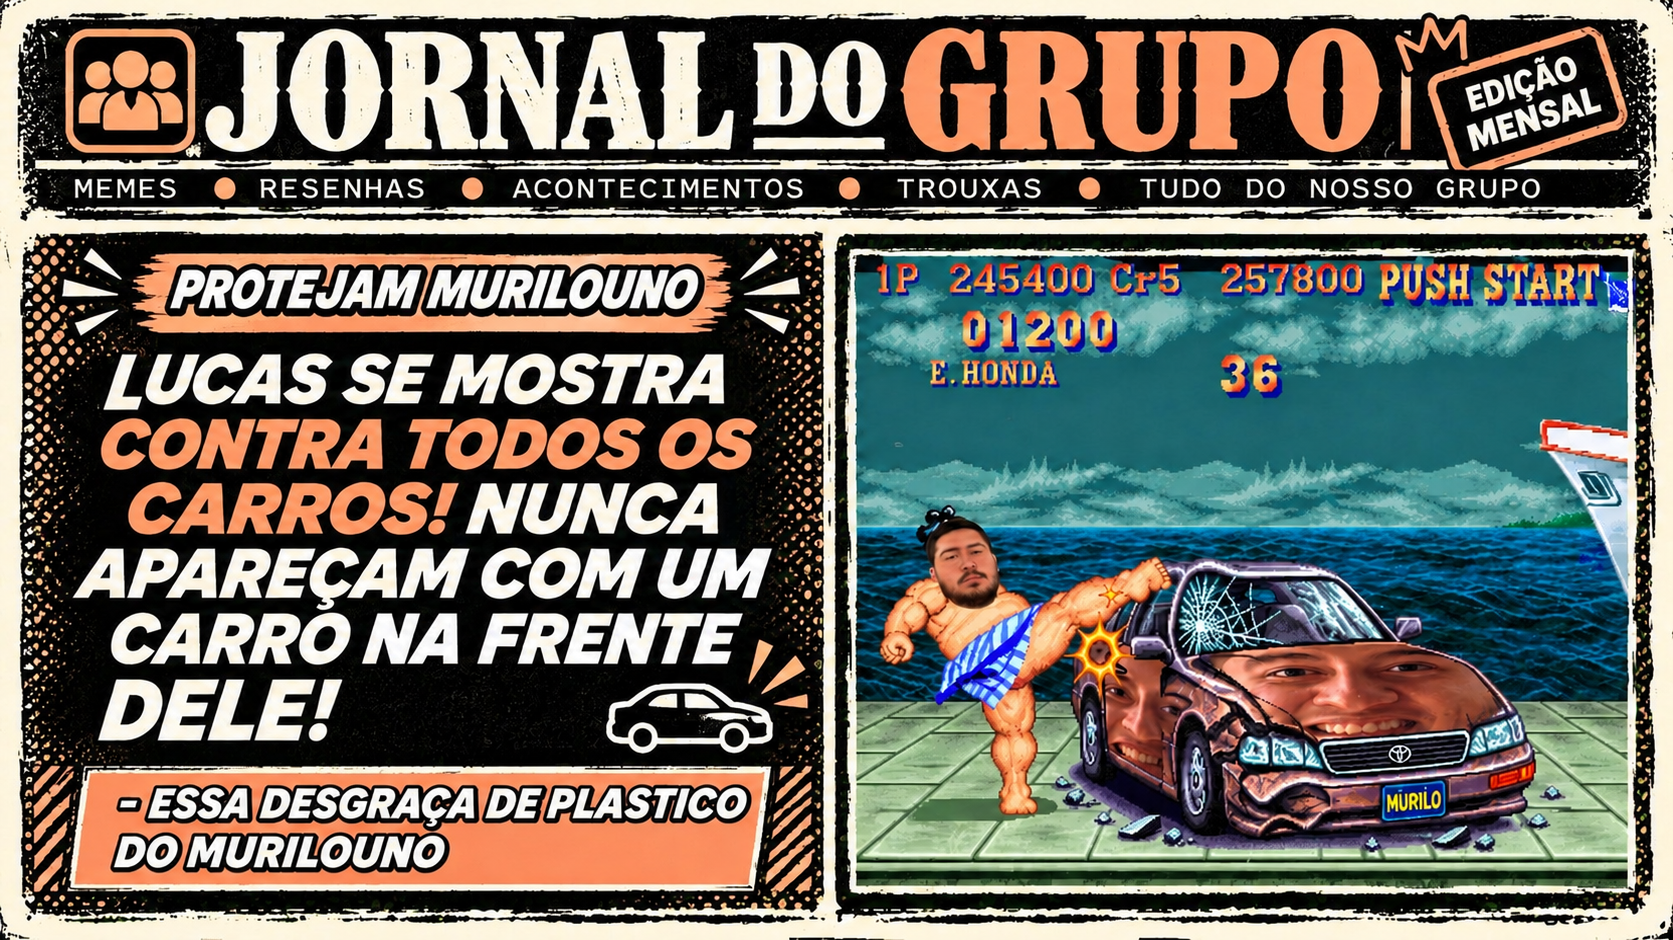 JORNAL DO GRUPO
EDIÇÃO
MENSAL
MEMES ● RESENHAS ● ACONTECIMENTOS ● TROUXAS ● TUDO DO NOSSO GRUPO
PROTEJAM MURILOUNO
LUCAS SE MOSTRA
CONTRA TODOS OS
CARROS! NUNCA
APAREÇAM COM UM
CARRO NA FRENTE
DELE!
- ESSA DESGRAÇA DE PLASTICO
DO MURILOUNO
1P 245400 Cr5 257800 PUSH START
01200
E.HONDA 36
MURILO